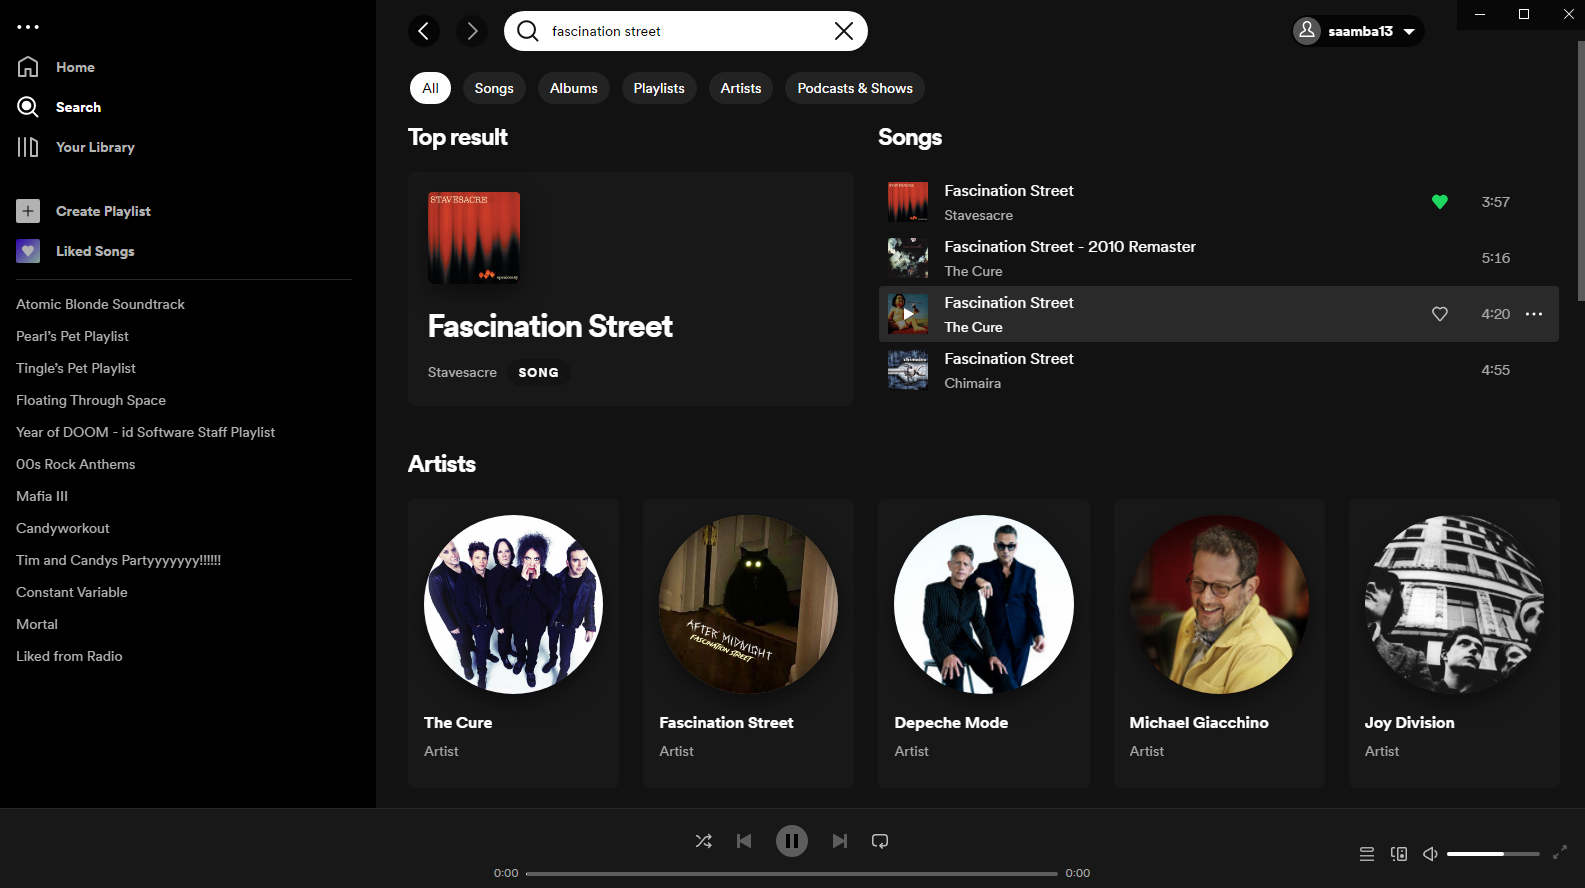 Home
Search
Your Library
Create Playlist
Liked Songs
Atomic Blonde Soundtrack
Pearl's Pet Playlist
Tingle's Pet Playlist
Floating Through Space
Year of DOOM - id Software Staff Playlist
00s Rock Anthems
Mafia III
Candyworkout
Tim and Candys Partyyyyyyy!!!!!!
Constant Variable
Mortal
Liked from Radio
fascination street
saamba13
All
Songs
Albums
Playlists
Artists
Podcasts & Shows
Top result
STAVESACRE
speakeasy
Fascination Street
Stavesacre
SONG
Songs
Fascination Street
Stavesacre
3:57
Fascination Street - 2010 Remaster
The Cure
5:16
Fascination Street
The Cure
4:20
Fascination Street
Chimaira
4:55
Artists
The Cure
Artist
AFTER MIDNIGHT
FASCINATION STREET
Fascination Street
Artist
Depeche Mode
Artist
Michael Giacchino
Artist
Joy Division
Artist
0:00
0:00